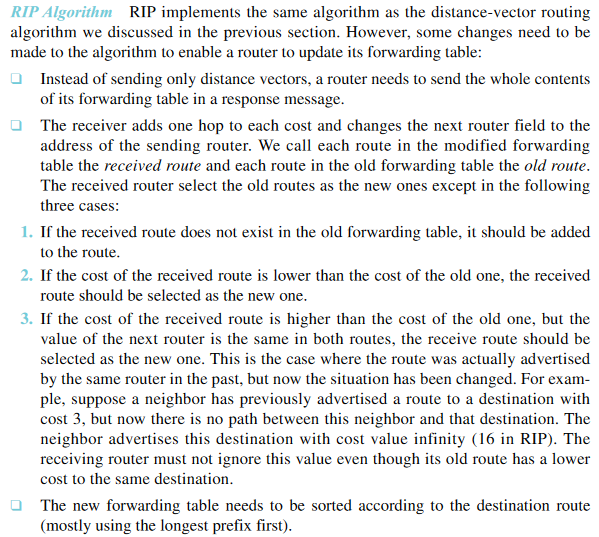 RIP Algorithm RIP implements the same algorithm as the distance-vector routing
algorithm we discussed in the previous section. However, some changes need to be
made to the algorithm to enable a router to update its forwarding table:
❑ Instead of sending only distance vectors, a router needs to send the whole contents
of its forwarding table in a response message.
❑ The receiver adds one hop to each cost and changes the next router field to the
address of the sending router. We call each route in the modified forwarding
table the received route and each route in the old forwarding table the old route.
The received router select the old routes as the new ones except in the following
three cases:
1. If the received route does not exist in the old forwarding table, it should be added
to the route.
2. If the cost of the received route is lower than the cost of the old one, the received
route should be selected as the new one.
3. If the cost of the received route is higher than the cost of the old one, but the
value of the next router is the same in both routes, the receive route should be
selected as the new one. This is the case where the route was actually advertised
by the same router in the past, but now the situation has been changed. For exam-
ple, suppose a neighbor has previously advertised a route to a destination with
cost 3, but now there is no path between this neighbor and that destination. The
neighbor advertises this destination with cost value infinity (16 in RIP). The
receiving router must not ignore this value even though its old route has a lower
cost to the same destination.
❑ The new forwarding table needs to be sorted according to the destination route
(mostly using the longest prefix first).